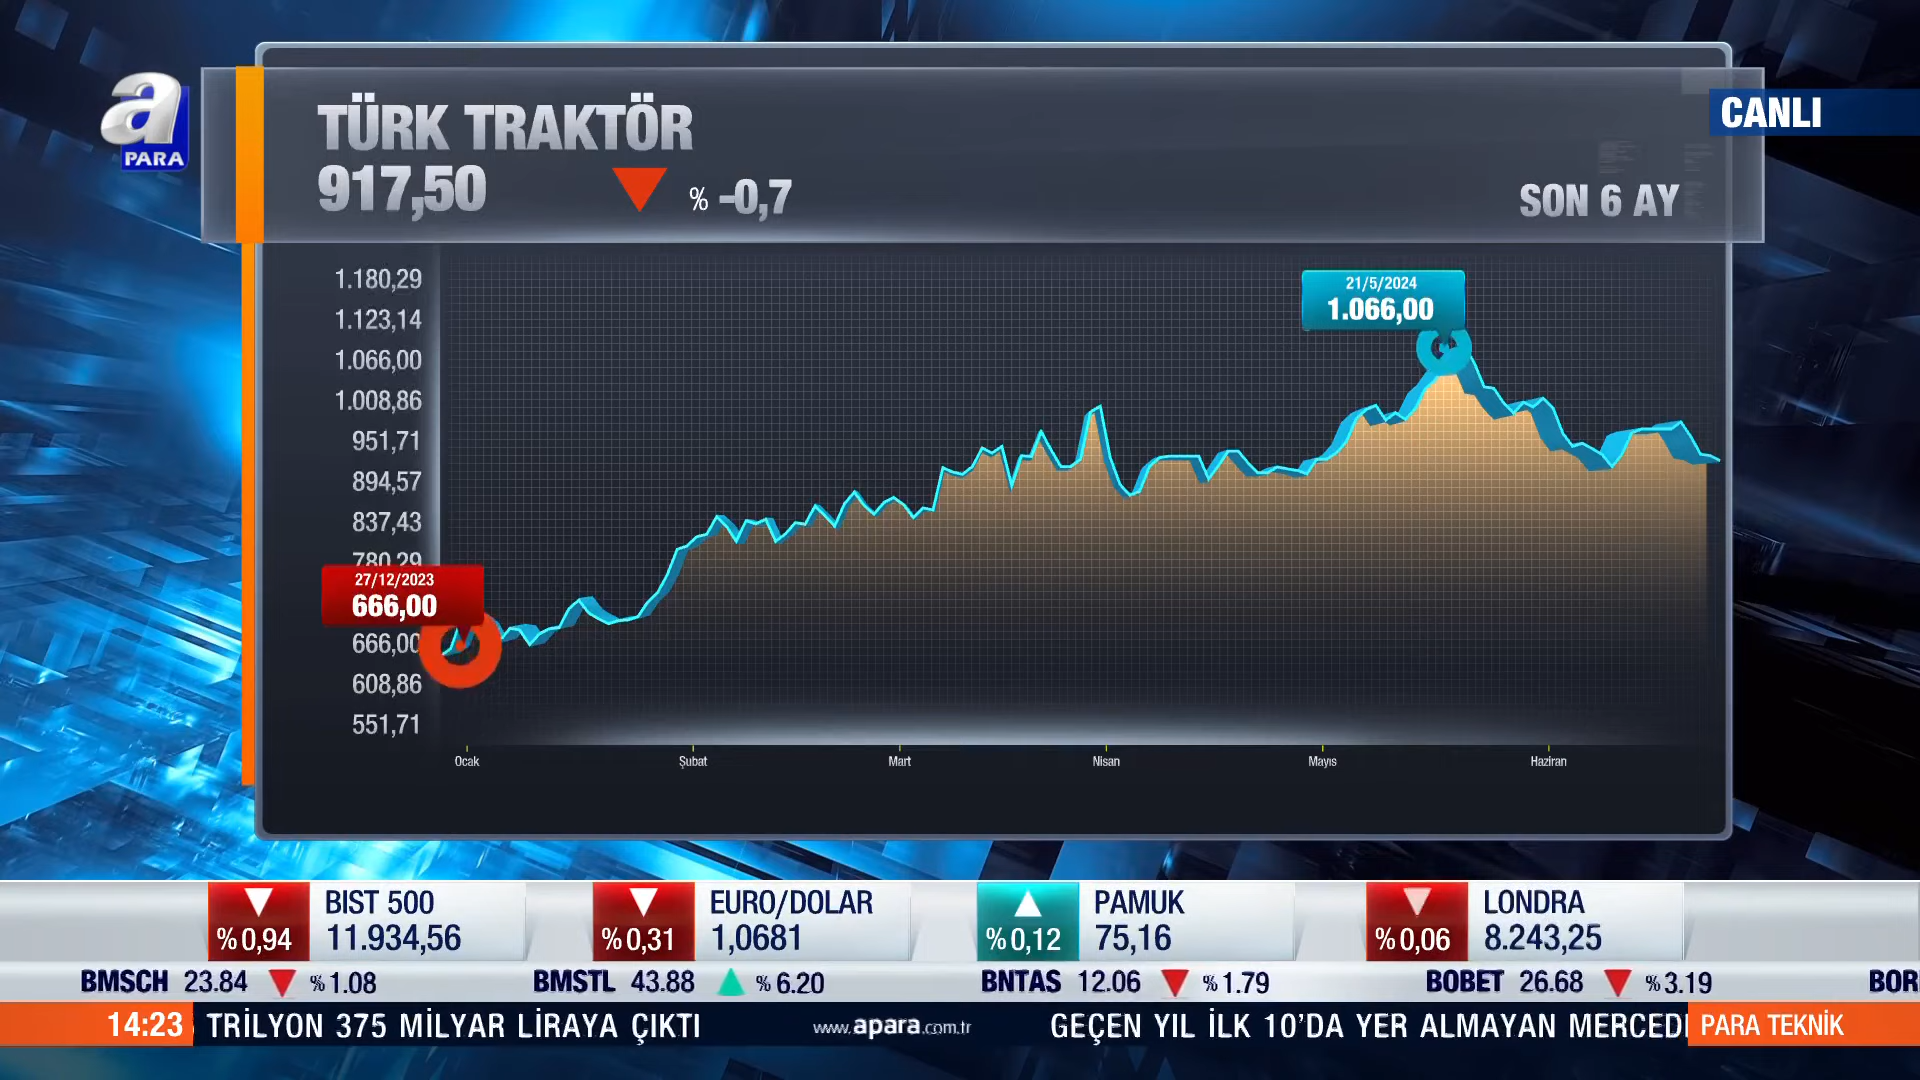 a
PARA
TÜRK TRAKTÖR
917,50
% -0,7
SON 6 AY
CANLI
1.180,29
1.123,14
1.066,00
1.008,86
951,71
894,57
837,43
780,29
27/12/2023
666,00
666,00
608,86
551,71
21/5/2024
1.066,00
Ocak
Şubat
Mart
Nisan
Mayıs
Haziran
%0,94
BIST 500
11.934,56
%0,31
EURO/DOLAR
1,0681
%0,12
PAMUK
75,16
%0,06
LONDRA
8.243,25
BMSCH 23.84 %1.08
BMSTL 43.88 %6.20
BNTAS 12.06 %1.79
BOBET 26.68 %3.19
14:23
TRİLYON 375 MİLYAR LİRAYA ÇIKTI
www.apara.com.tr
GEÇEN YIL İLK 10'DA YER ALMAYAN
PARA TEKNİK